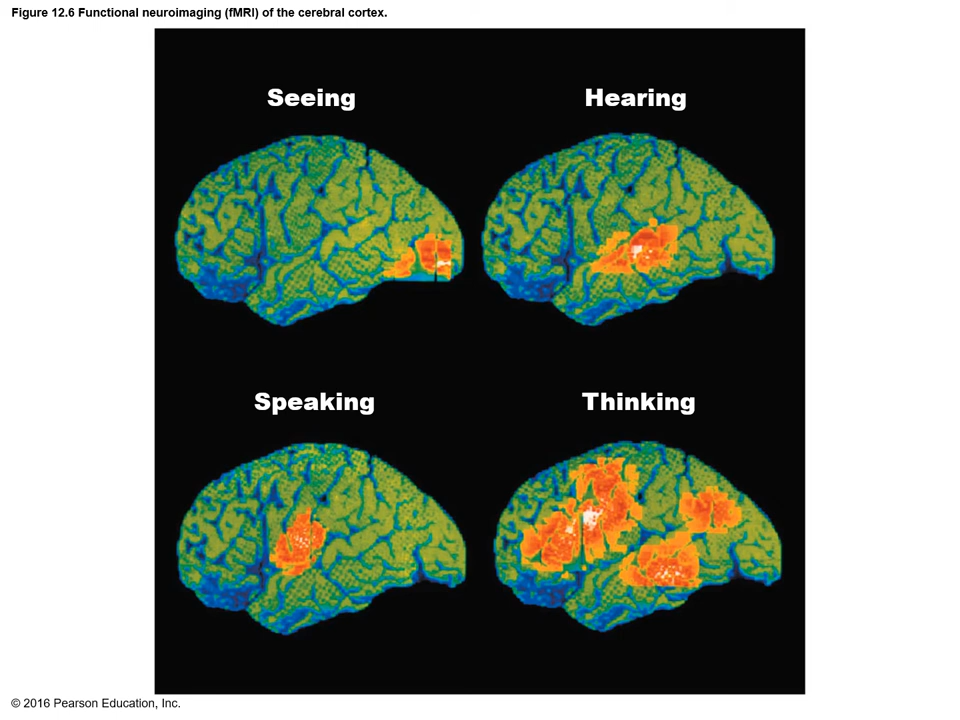 Figure 12.6 Functional neuroimaging (fMRI) of the cerebral cortex.
Seeing
Hearing
Speaking
Thinking
© 2016 Pearson Education, Inc.